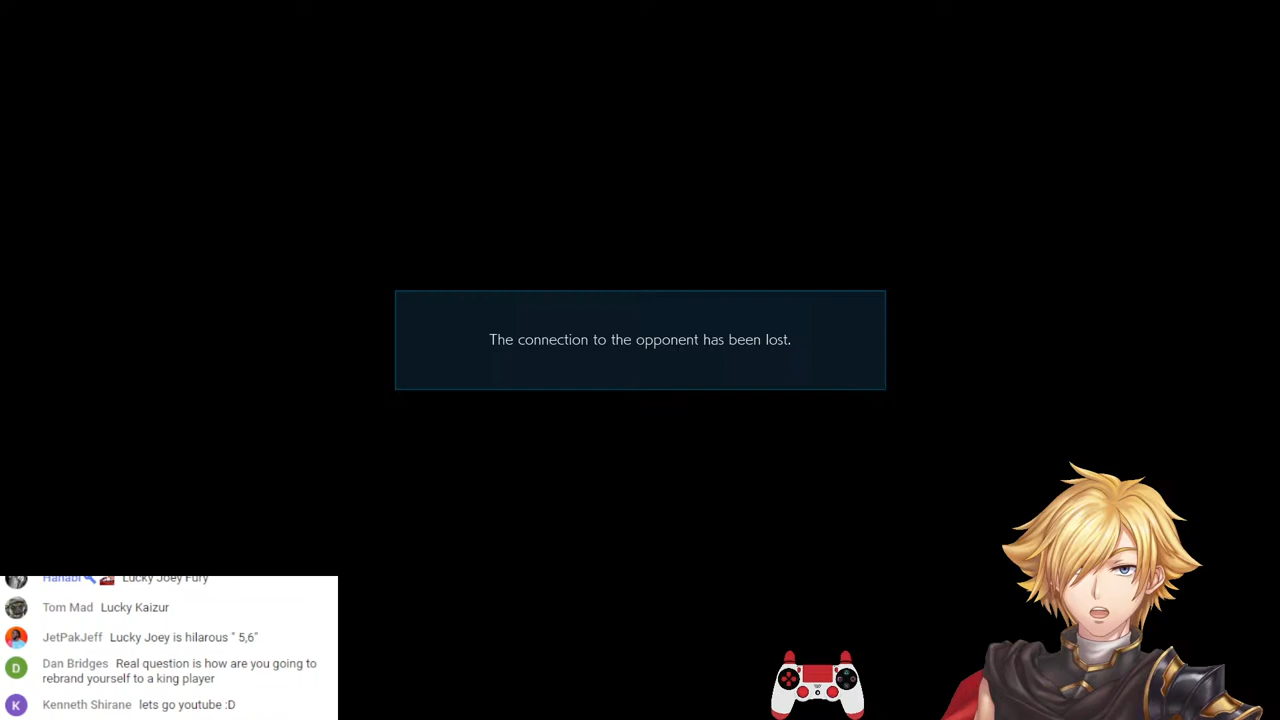 The connection to the opponent has been lost.
Hanabi Lucky Joey Fury
Tom Mad Lucky Kaizur
JetPakJeff Lucky Joey is hilarous " 5,6"
Dan Bridges Real question is how are you going to
rebrand yourself to a king player
Kenneth Shirane lets go youtube :D
D
K